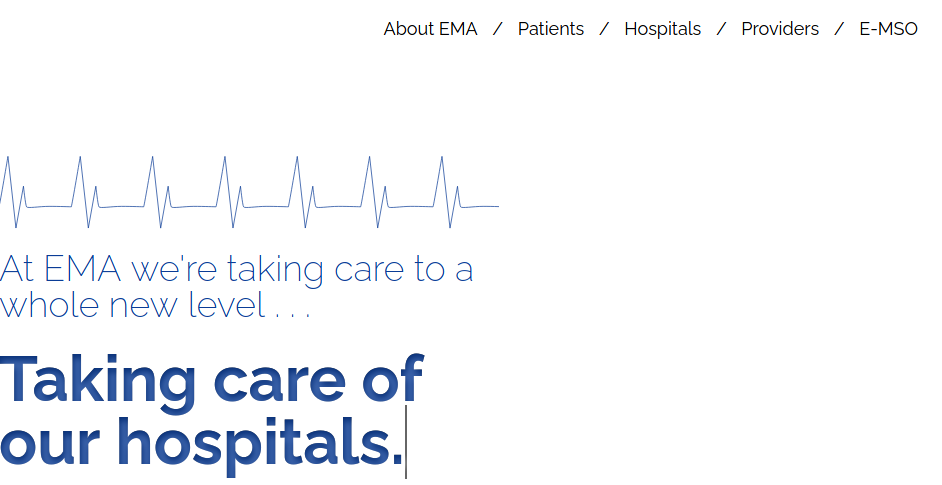 About EMA / Patients / Hospitals / Providers / E-MSO
At EMA we're taking care to a
whole new level . . .
Taking care of
our hospitals.